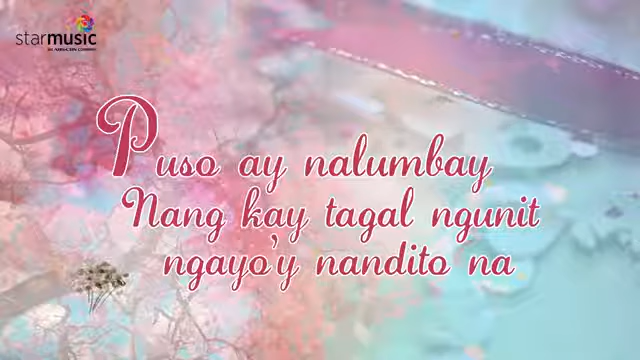 starmusic
Puso ay nalumbay
Nang kay tagal ngunit
ngayo'y nandito na